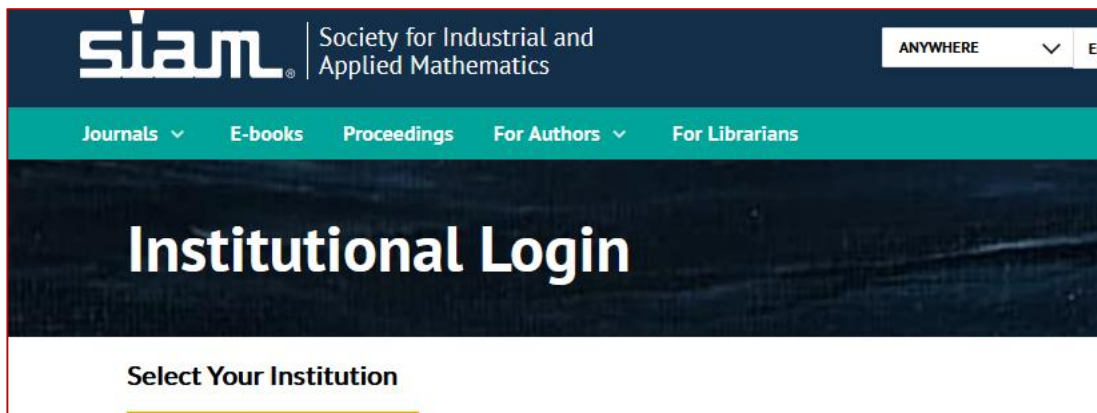 siam® Society for Industrial and
Applied Mathematics
ANYWHERE
Journals E-books Proceedings For Authors For Librarians
Institutional Login
Select Your Institution